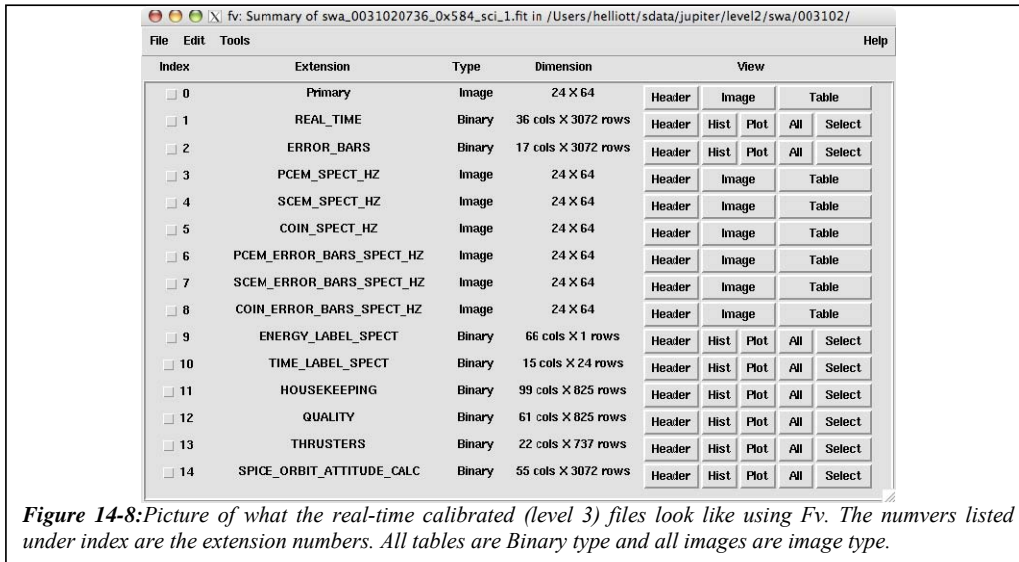 fv: Summary of swa_0031020736_0x584_sci_1.fit in /Users/helliott/sdata/jupiter/level2/swa/003102/
File Edit Tools Help
Index Extension Type Dimension View
0 Primary Image 24 X 64 Header Image Table
1 REAL_TIME Binary 36 cols X 3072 rows Header Hist Plot All Select
2 ERROR_BARS Binary 17 cols X 3072 rows Header Hist Plot All Select
3 PCEM_SPECT_HZ Image 24 X 64 Header Image Table
4 SCEM_SPECT_HZ Image 24 X 64 Header Image Table
5 COIN_SPECT_HZ Image 24 X 64 Header Image Table
6 PCEM_ERROR_BARS_SPECT_HZ Image 24 X 64 Header Image Table
7 SCEM_ERROR_BARS_SPECT_HZ Image 24 X 64 Header Image Table
8 COIN_ERROR_BARS_SPECT_HZ Image 24 X 64 Header Image Table
9 ENERGY_LABEL_SPECT Binary 66 cols X 1 rows Header Hist Plot All Select
10 TIME_LABEL_SPECT Binary 15 cols X 24 rows Header Hist Plot All Select
11 HOUSEKEEPING Binary 99 cols X 825 rows Header Hist Plot All Select
12 QUALITY Binary 61 cols X 825 rows Header Hist Plot All Select
13 THRUSTERS Binary 22 cols X 737 rows Header Hist Plot All Select
14 SPICE_ORBIT_ATTITUDE_CALC Binary 55 cols X 3072 rows Header Hist Plot All Select
Figure 14-8:Picture of what the real-time calibrated (level 3) files look like using Fv. The numvers listed
under index are the extension numbers. All tables are Binary type and all images are image type.